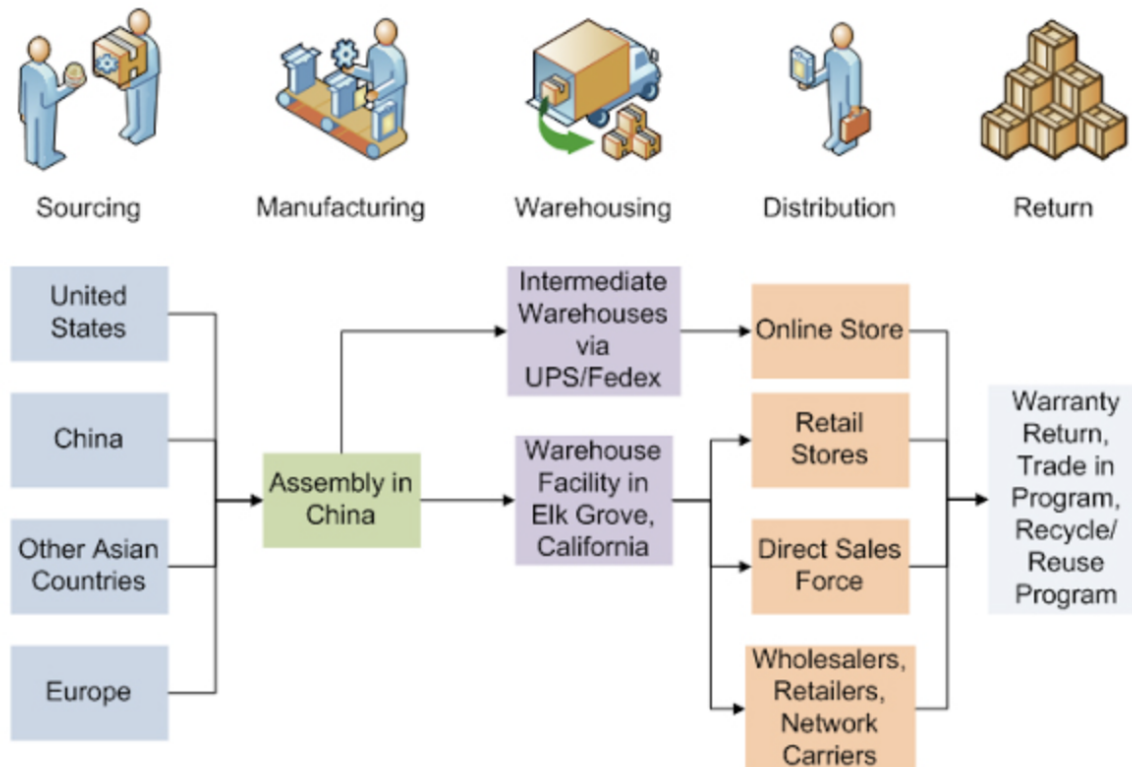 Sourcing
Manufacturing
Warehousing
Distribution
Return
United
States
China
Other Asian
Countries
Europe
Assembly in
China
Intermediate
Warehouses
via
UPS/Fedex
Warehouse
Facility in
Elk Grove,
California
Online Store
Retail
Stores
Direct Sales
Force
Wholesalers,
Retailers,
Network
Carriers
Warranty
Return,
Trade in
Program,
Recycle/
Reuse
Program